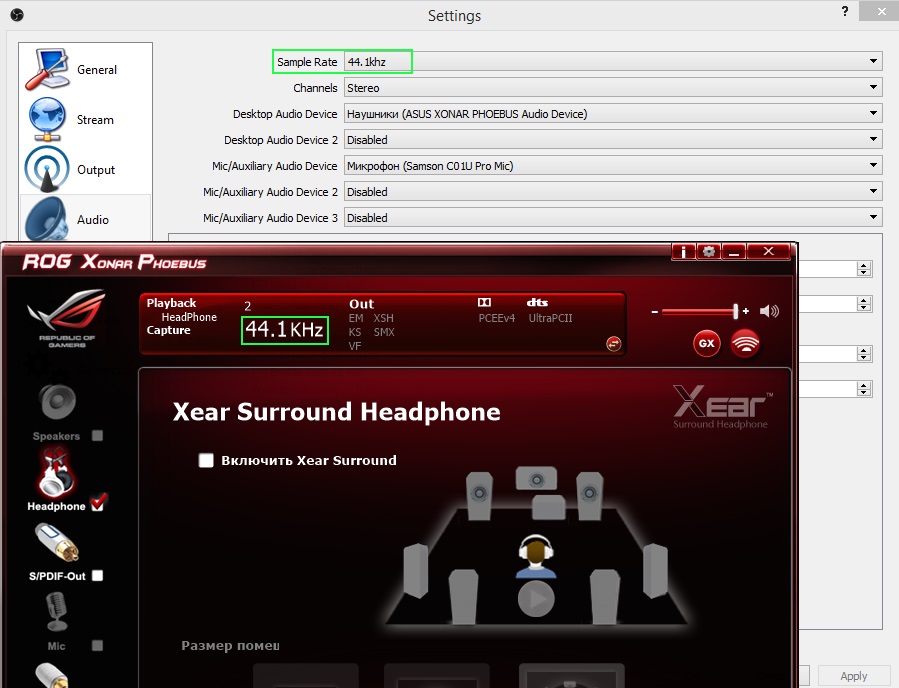 Settings
?
General
Stream
Output
Audio
Sample Rate 44.1khz
Channels Stereo
Desktop Audio Device Наушники (ASUS XONAR PHOEBUS Audio Device)
Desktop Audio Device 2 Disabled
Mic/Auxiliary Audio Device Микрофон (Samson C01U Pro Mic)
Mic/Auxiliary Audio Device 2 Disabled
Mic/Auxiliary Audio Device 3 Disabled
ROG XONAR PHOEBUS
REPUBLIC OF
GAMERS
Playback 2 Out dts
HeadPhone EM XSH PCEEv4 UltraPCII
Capture 44.1KHz KS SMX
VF
- +
GX
Speakers
Headphone
S/PDIF-Out
Mic
Xear Surround Headphone
Xear™
Surround Headphone
Включить Xear Surround
Размер помещ
Apply